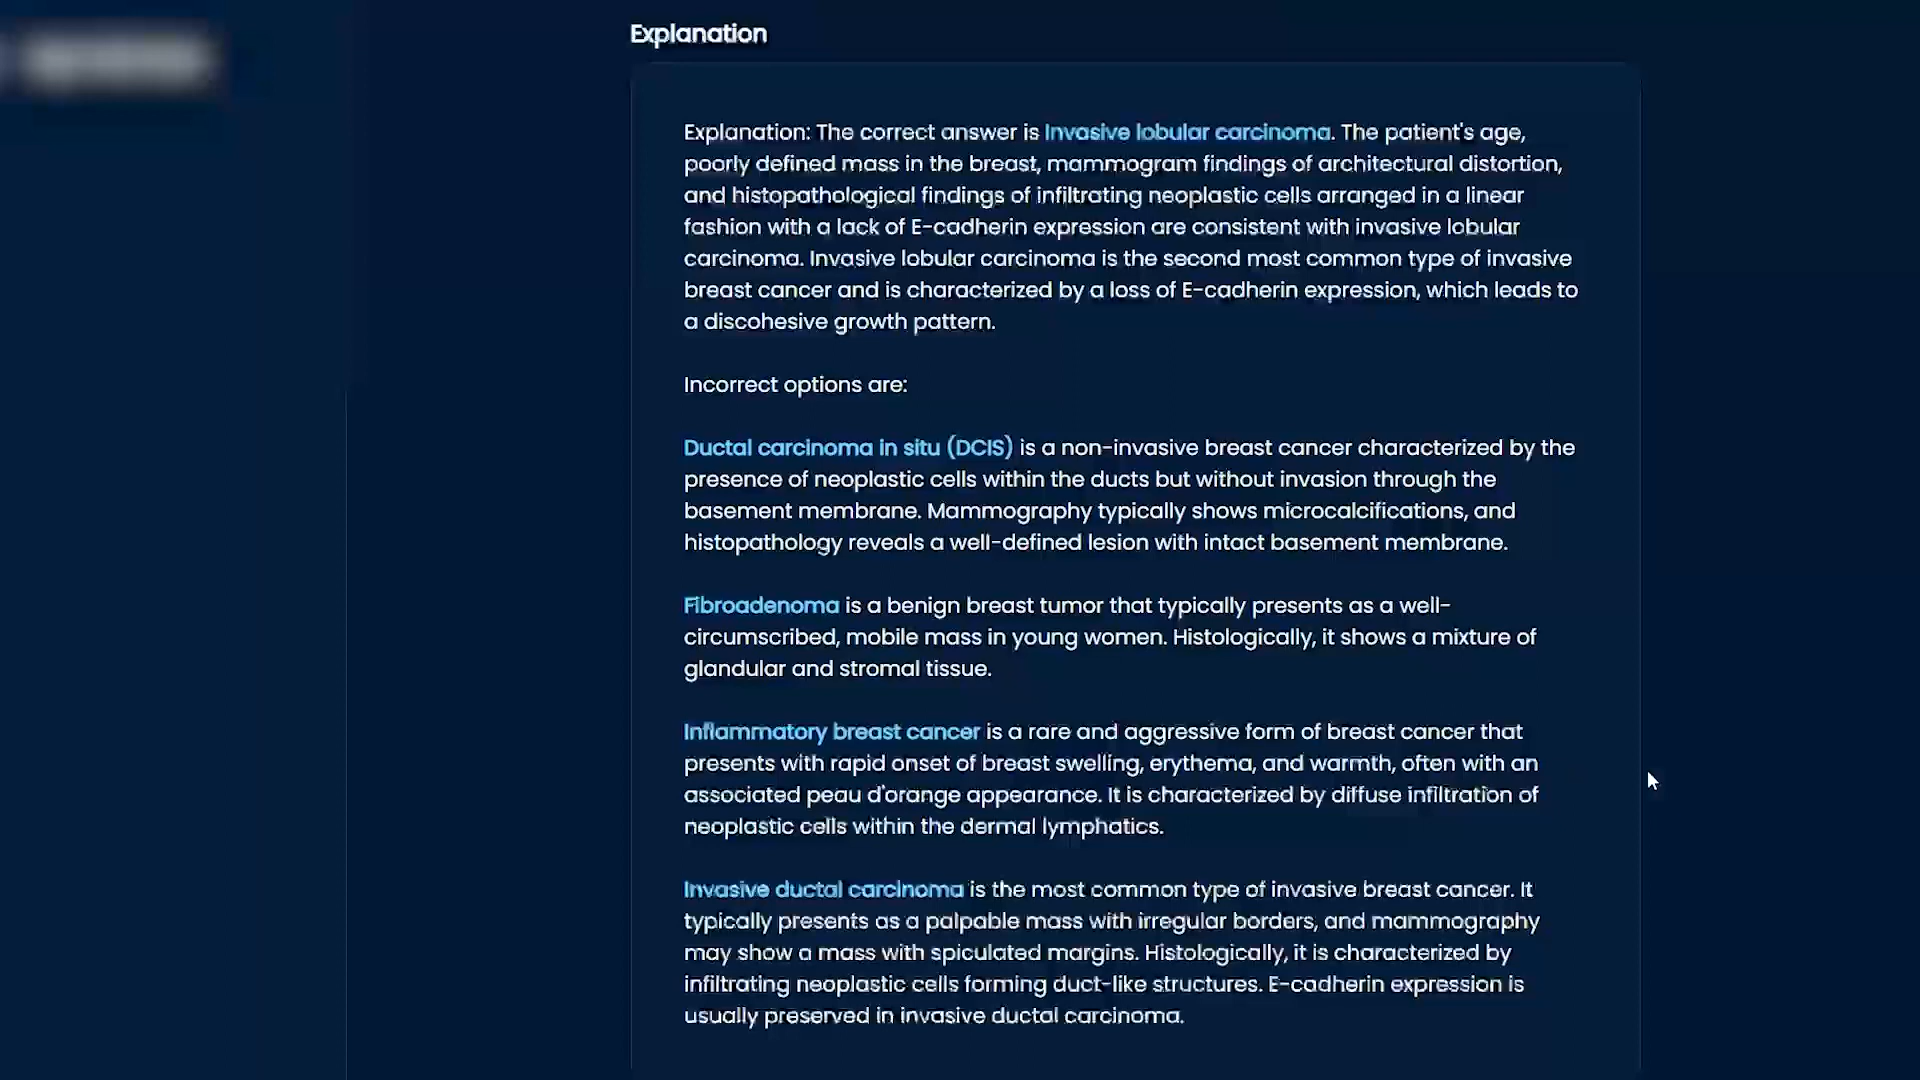 Explanation
Explanation: The correct answer is Invasive lobular carcinoma. The patient's age,
poorly defined mass in the breast, mammogram findings of architectural distortion,
and histopathological findings of infiltrating neoplastic cells arranged in a linear
fashion with a lack of E-cadherin expression are consistent with invasive lobular
carcinoma. Invasive lobular carcinoma is the second most common type of invasive
breast cancer and is characterized by a loss of E-cadherin expression, which leads to
a discohesive growth pattern.
Incorrect options are:
Ductal carcinoma in situ (DCIS) is a non-invasive breast cancer characterized by the
presence of neoplastic cells within the ducts but without invasion through the
basement membrane. Mammography typically shows microcalcifications, and
histopathology reveals a well-defined lesion with intact basement membrane.
Fibroadenoma is a benign breast tumor that typically presents as a well-
circumscribed, mobile mass in young women. Histologically, it shows a mixture of
glandular and stromal tissue.
Inflammatory breast cancer is a rare and aggressive form of breast cancer that
presents with rapid onset of breast swelling, erythema, and warmth, often with an
associated peau d'orange appearance. It is characterized by diffuse infiltration of
neoplastic cells within the dermal lymphatics.
Invasive ductal carcinoma is the most common type of invasive breast cancer. It
typically presents as a palpable mass with irregular borders, and mammography
may show a mass with spiculated margins. Histologically, it is characterized by
infiltrating neoplastic cells forming duct-like structures. E-cadherin expression is
usually preserved in invasive ductal carcinoma.